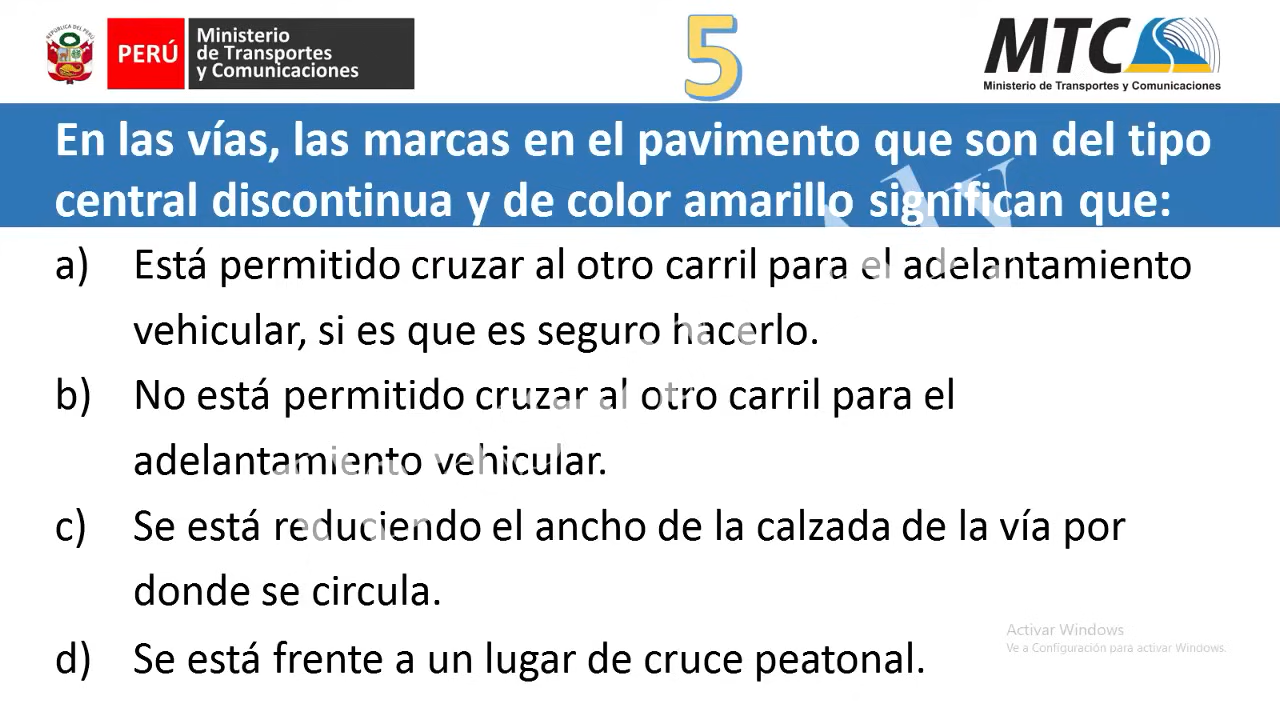 REPÚBLICA DEL PERÚ
PERÚ
Ministerio
de Transportes
y Comunicaciones
5
MTC
Ministerio de Transportes y Comunicaciones
En las vías, las marcas en el pavimento que son del tipo
central discontinua y de color amarillo significan que:
a) Está permitido cruzar al otro carril para el adelantamiento
vehicular, si es que es seguro hacerlo.
b) No está permitido cruzar al otro carril para el
adelantamiento vehicular.
c) Se está reduciendo el ancho de la calzada de la vía por
donde se circula.
d) Se está frente a un lugar de cruce peatonal.
Activar Windows
Ve a Configuración para activar Windows.